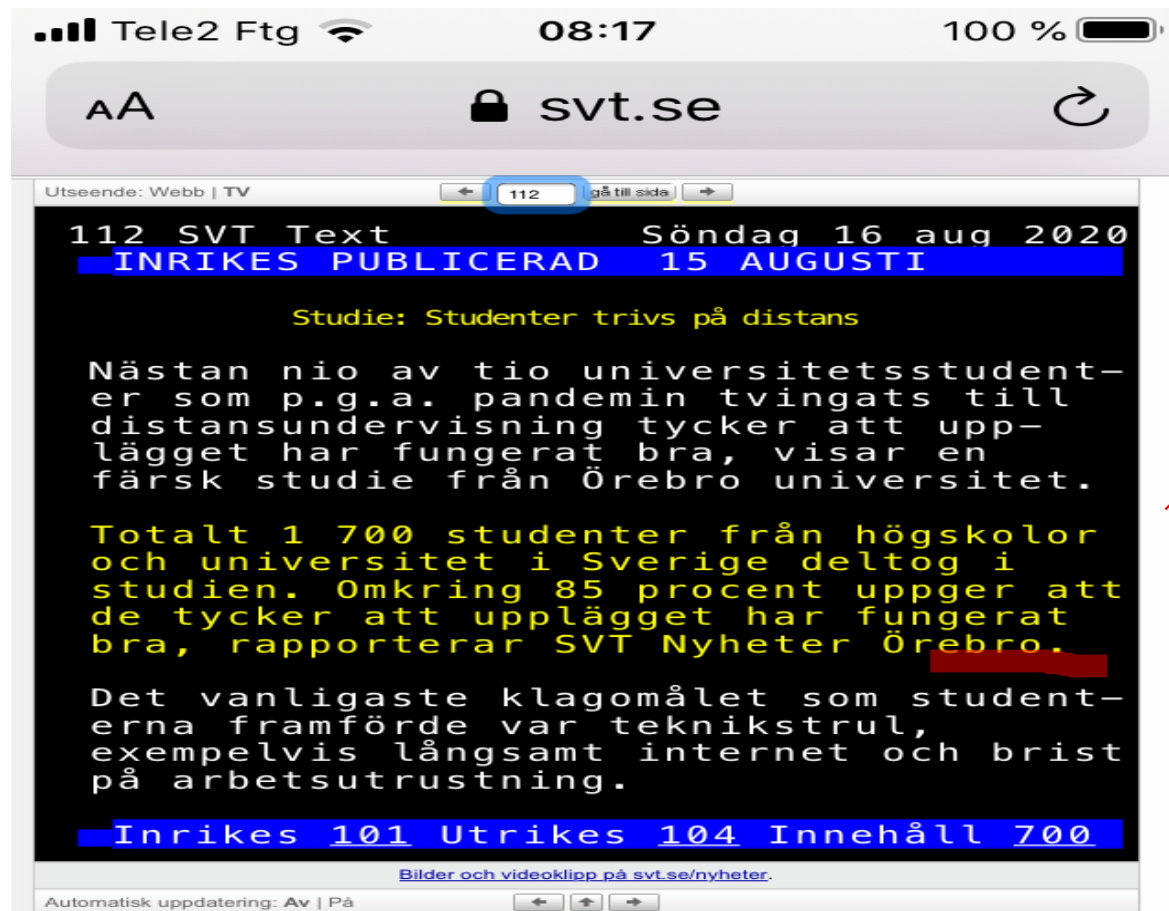 Tele2 Ftg 08:17 100 %
AA svt.se
Utseende: Webb | TV 112 gå till sida
112 SVT Text Söndag 16 aug 2020
INRIKES PUBLICERAD 15 AUGUSTI
Studie: Studenter trivs på distans
Nästan nio av tio universitetsstudent-
er som p.g.a. pandemin tvingats till
distansundervisning tycker att upp-
lägget har fungerat bra, visar en
färsk studie från Örebro universitet.
Totalt 1 700 studenter från högskolor
och universitet i Sverige deltog i
studien. Omkring 85 procent uppger att
de tycker att upplägget har fungerat
bra, rapporterar SVT Nyheter Örebro.
Det vanligaste klagomålet som student-
erna framförde var teknikstrul,
exempelvis långsamt internet och brist
på arbetsutrustning.
Inrikes 101 Utrikes 104 Innehåll 700
Bilder och videoklipp på svt.se/nyheter.
Automatisk uppdatering: Av | På